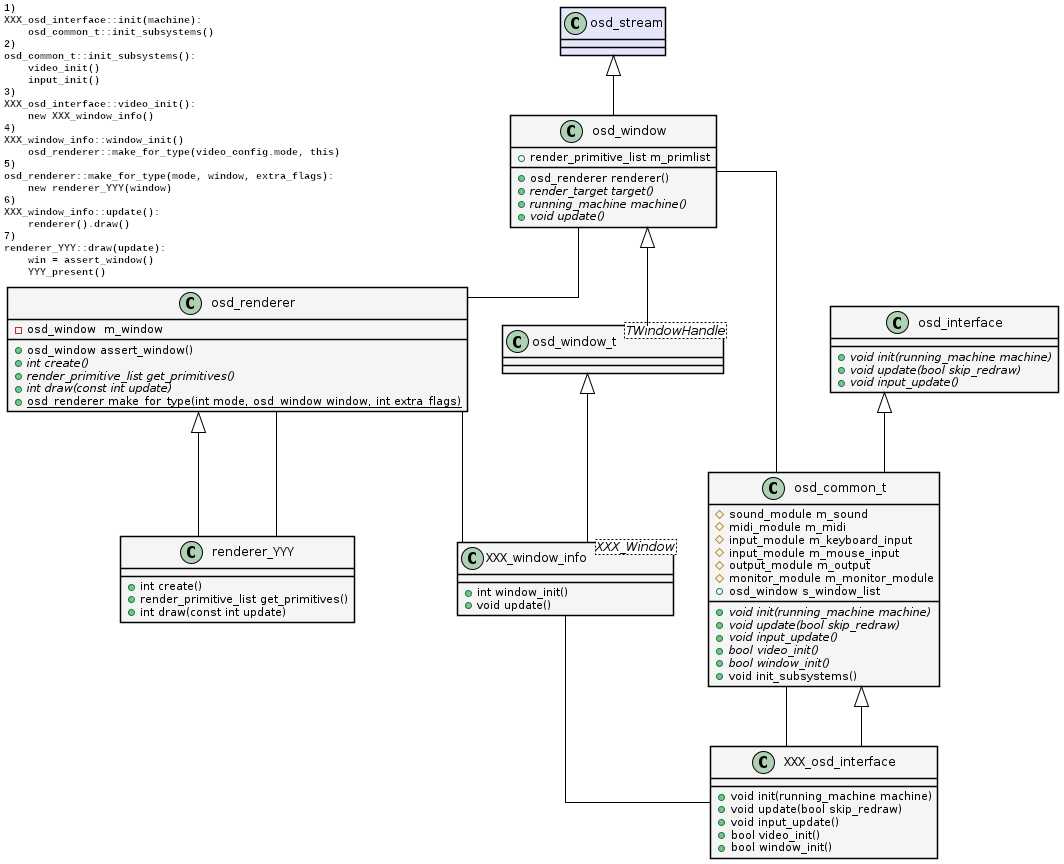 1)
XXX_osd_interface::init(machine):
osd_common_t::init_subsystems()
2)
osd_common_t::init_subsystems():
video_init()
input_init()
3)
XXX_osd_interface::video_init():
new XXX_window_info()
4)
XXX_window_info::window_init()
osd_renderer::make_for_type(video_config.mode, this)
5)
osd_renderer::make_for_type(mode, window, extra_flags):
new renderer_YYY(window)
6)
XXX_window_info::update():
renderer().draw()
7)
renderer_YYY::draw(update):
win = assert_window()
YYY_present()
C osd_stream
C osd_window
render_primitive_list m_primlist
osd_renderer renderer()
render_target target()
running_machine machine()
void update()
C osd_renderer
osd_window m_window
osd_window assert_window()
int create()
render_primitive_list get_primitives()
int draw(const int update)
osd_renderer make_for_type(int mode, osd_window window, int extra_flags)
TWindowHandle
C osd_window_t
C osd_interface
void init(running_machine machine)
void update(bool skip_redraw)
void input_update()
C osd_common_t
sound_module m_sound
midi_module m_midi
input_module m_keyboard_input
input_module m_mouse_input
output_module m_output
monitor_module m_monitor_module
osd_window s_window_list
void init(running_machine machine)
void update(bool skip_redraw)
void input_update()
bool video_init()
bool window_init()
void init_subsystems()
C renderer_YYY
int create()
render_primitive_list get_primitives()
int draw(const int update)
XXX_Window
C XXX_window_info
int window_init()
void update()
C XXX_osd_interface
void init(running_machine machine)
void update(bool skip_redraw)
void input_update()
bool video_init()
bool window_init()